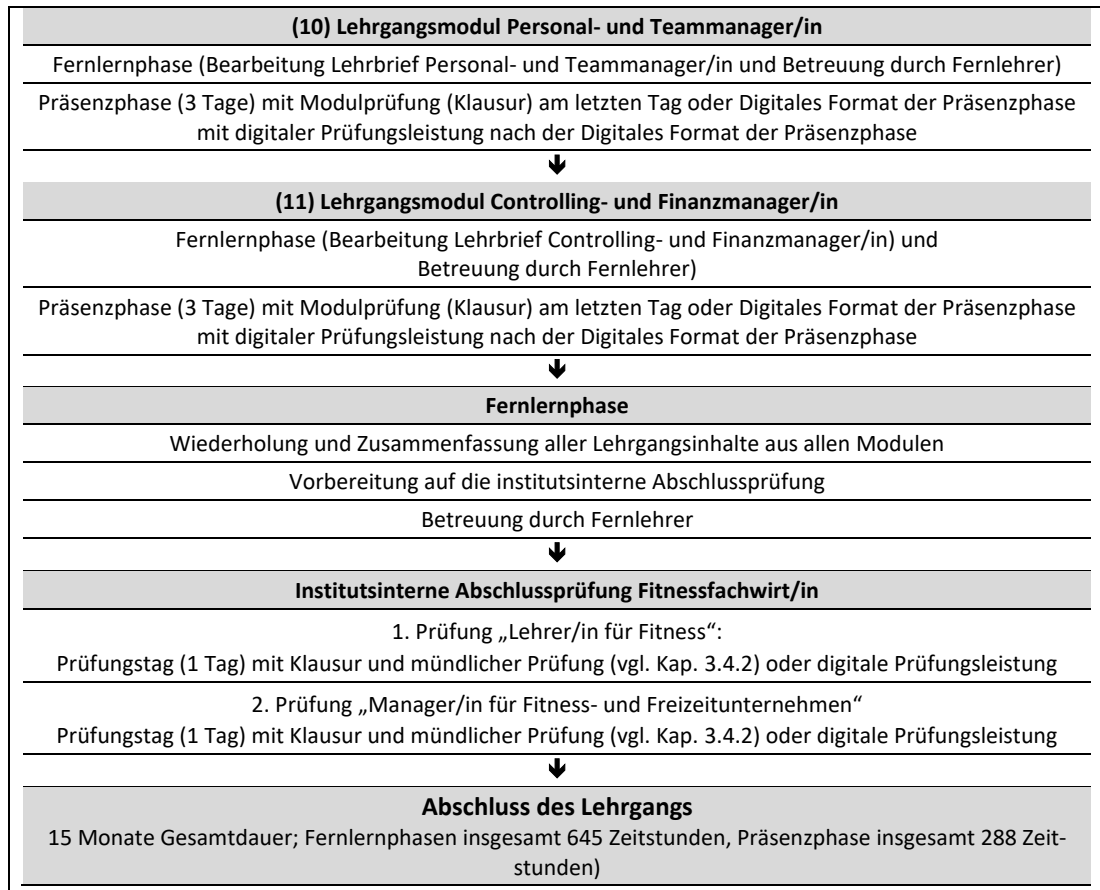 (10) Lehrgangsmodul Personal- und Teammanager/in
Fernlernphase (Bearbeitung Lehrbrief Personal- und Teammanager/in und Betreuung durch Fernlehrer)
Präsenzphase (3 Tage) mit Modulprüfung (Klausur) am letzten Tag oder Digitales Format der Präsenzphase
mit digitaler Prüfungsleistung nach der Digitales Format der Präsenzphase
🡻
(11) Lehrgangsmodul Controlling- und Finanzmanager/in
Fernlernphase (Bearbeitung Lehrbrief Controlling- und Finanzmanager/in) und
Betreuung durch Fernlehrer)
Präsenzphase (3 Tage) mit Modulprüfung (Klausur) am letzten Tag oder Digitales Format der Präsenzphase
mit digitaler Prüfungsleistung nach der Digitales Format der Präsenzphase
🡻
Fernlernphase
Wiederholung und Zusammenfassung aller Lehrgangsinhalte aus allen Modulen
Vorbereitung auf die institutsinterne Abschlussprüfung
Betreuung durch Fernlehrer
🡻
Institutsinterne Abschlussprüfung Fitnessfachwirt/in
1. Prüfung „Lehrer/in für Fitness“:
Prüfungstag (1 Tag) mit Klausur und mündlicher Prüfung (vgl. Kap. 3.4.2) oder digitale Prüfungsleistung
2. Prüfung „Manager/in für Fitness- und Freizeitunternehmen“
Prüfungstag (1 Tag) mit Klausur und mündlicher Prüfung (vgl. Kap. 3.4.2) oder digitale Prüfungsleistung
🡻
Abschluss des Lehrgangs
15 Monate Gesamtdauer; Fernlernphasen insgesamt 645 Zeitstunden, Präsenzphase insgesamt 288 Zeit-
stunden)